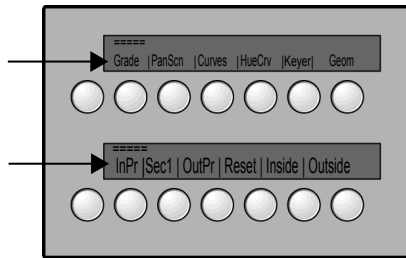 =====
Grade |PanScn |Curves |HueCrv |Keyer| Geom
=====
InPr |Sec1 | OutPr | Reset | Inside | Outside